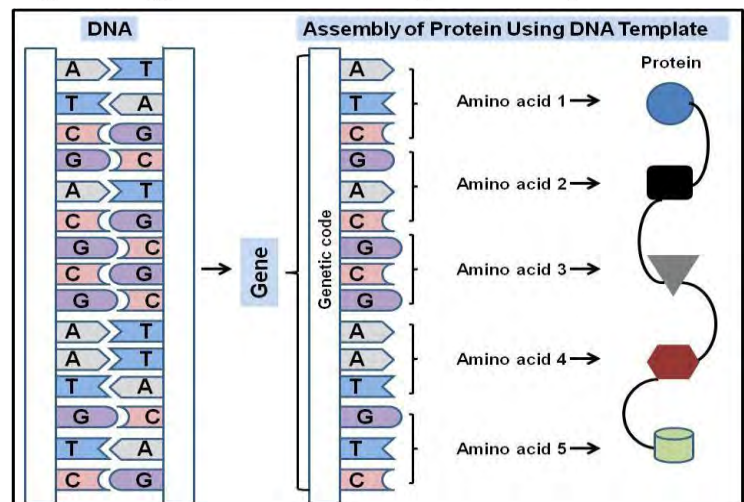 DNA
Assembly of Protein Using DNA Template
A T
T A
C G
G C
A T
C G
G C
C G
G C
A T
A T
T A
G C
T A
C G
Gene
Genetic code
A
T
C
G
A
C
G
C
G
A
A
T
G
T
C
Amino acid 1
Amino acid 2
Amino acid 3
Amino acid 4
Amino acid 5
Protein